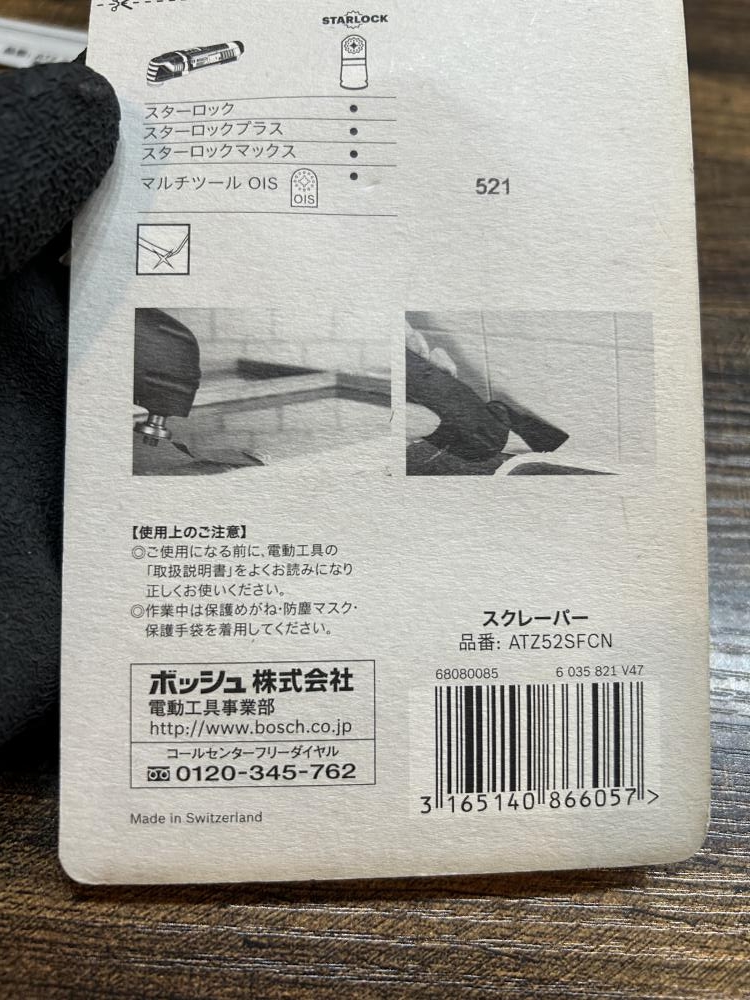 STARLOCK
スターロック
スターロックプラス
スターロックマックス
マルチツール OIS
OIS
521
【使用上のご注意】
◎ご使用になる前に、電動工具の
「取扱説明書」をよくお読みになり
正しくお使いください。
◎作業中は保護めがね・防塵マスク・
保護手袋を着用してください。
スクレーパー
品番: ATZ52SFCN
68080085 6 035 821 V47
3 165140 866057 >
ボッシュ 株式会社
電動工具事業部
http://www.bosch.co.jp
コールセンターフリーダイヤル
0120-345-762
Made in Switzerland